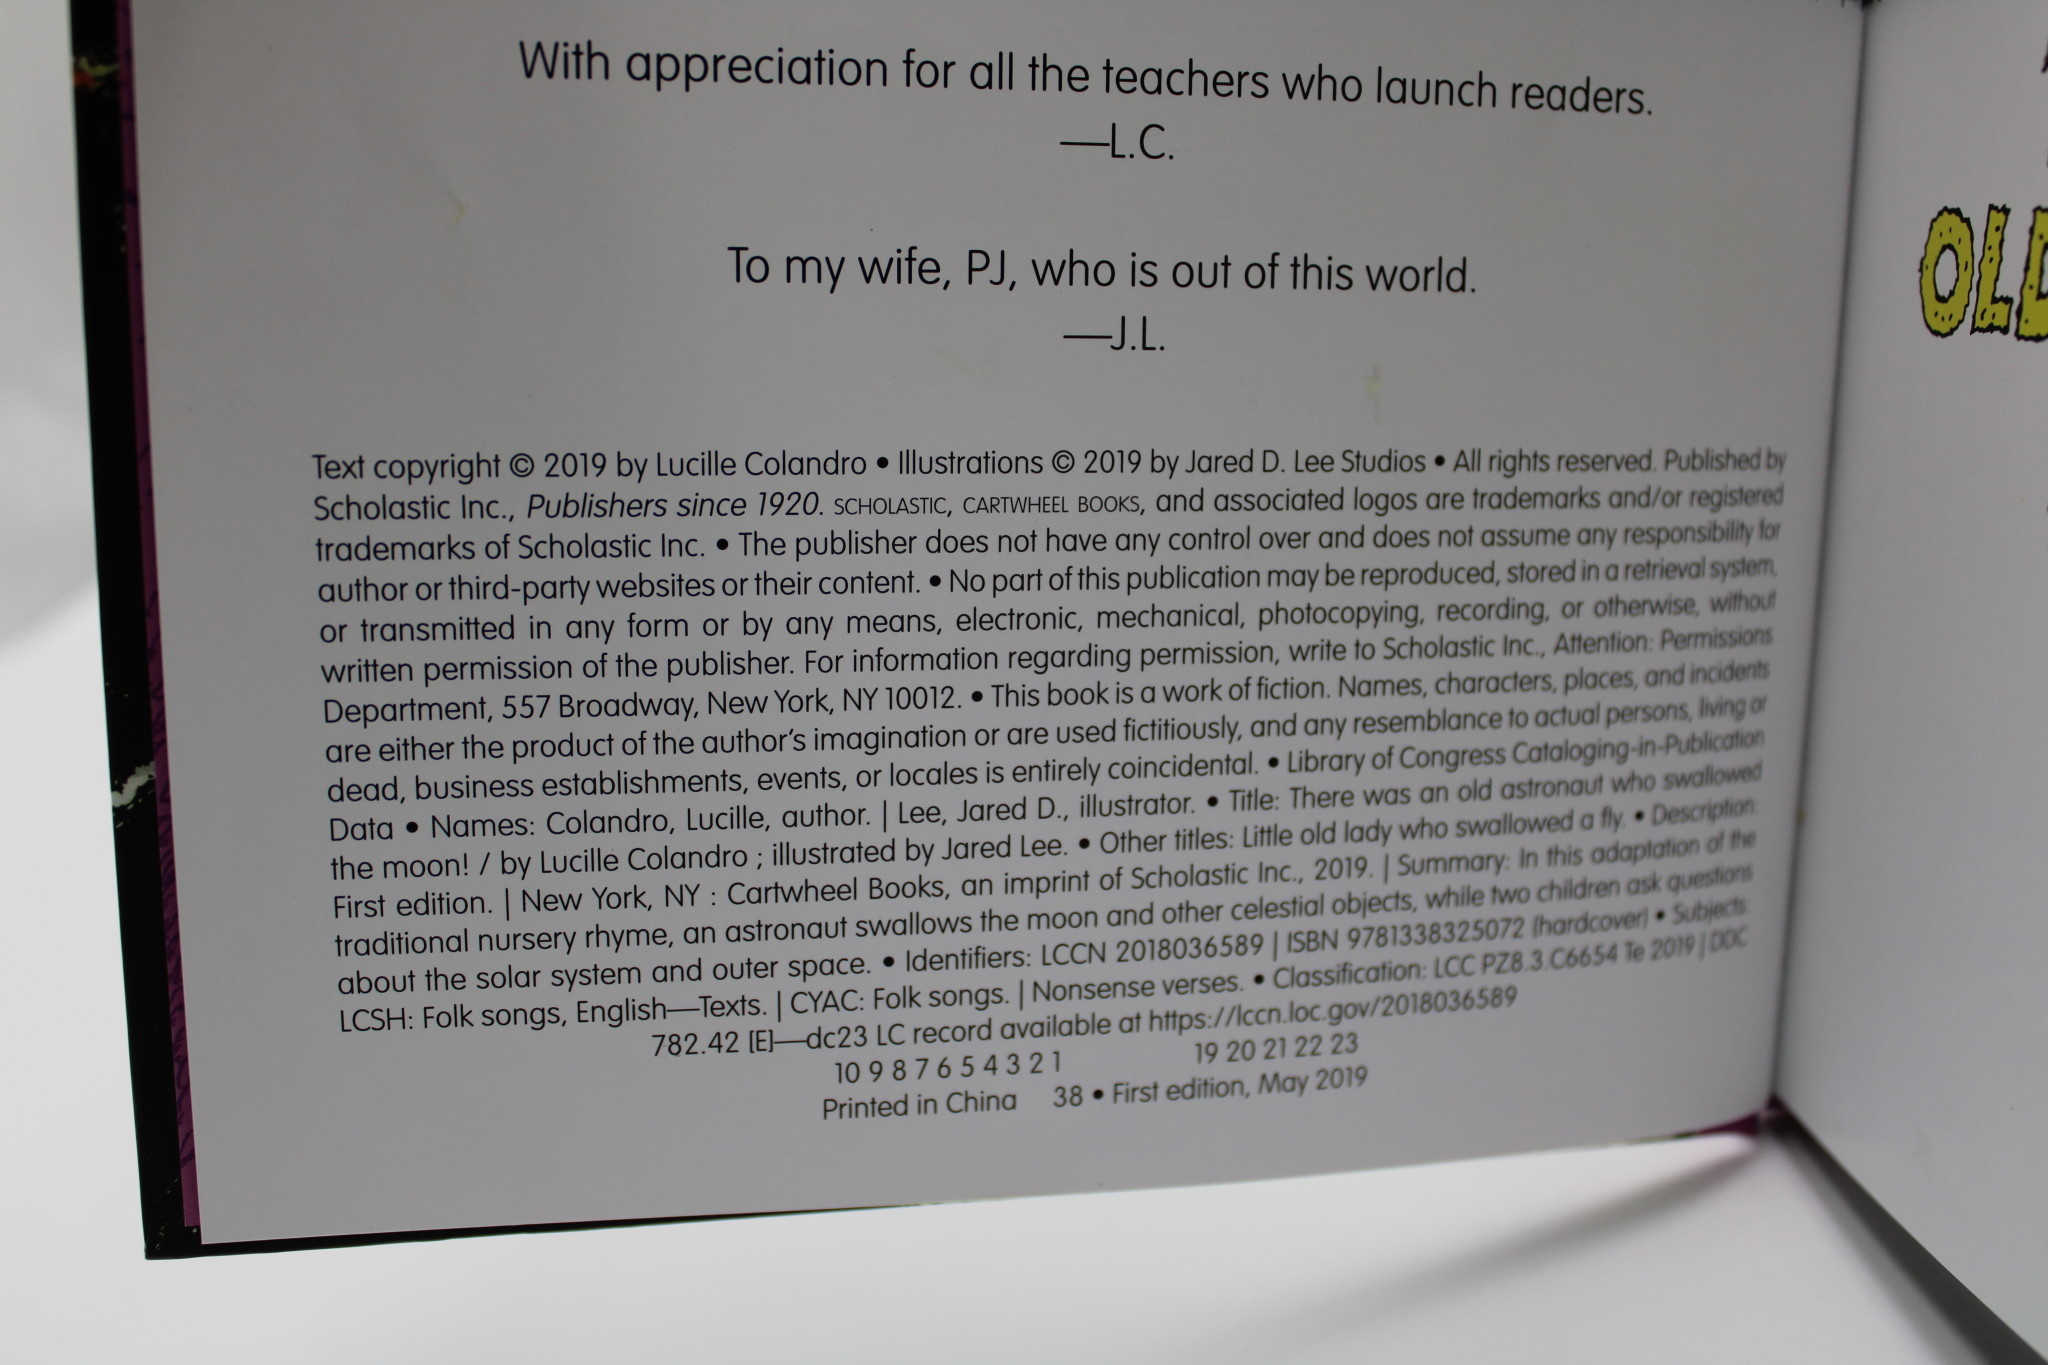 With appreciation for all the teachers who launch readers.
—L.C.
To my wife, PJ, who is out of this world.
—J.L.
Text copyright © 2019 by Lucille Colandro • Illustrations © 2019 by Jared D. Lee Studios • All rights reserved. Published by
Scholastic Inc., Publishers since 1920. SCHOLASTIC, CARTWHEEL BOOKS, and associated logos are trademarks and/or registered
trademarks of Scholastic Inc. • The publisher does not have any control over and does not assume any responsibility for
author or third-party websites or their content. • No part of this publication may be reproduced, stored in a retrieval system,
or transmitted in any form or by any means, electronic, mechanical, photocopying, recording, or otherwise, without
written permission of the publisher. For information regarding permission, write to Scholastic Inc., Attention: Permissions
Department, 557 Broadway, New York, NY 10012. • This book is a work of fiction. Names, characters, places, and incidents
are either the product of the author's imagination or are used fictitiously, and any resemblance to actual persons, living or
dead, business establishments, events, or locales is entirely coincidental. • Library of Congress Cataloging-in-Publication
Data • Names: Colandro, Lucille, author. | Lee, Jared D., illustrator. • Title: There was an old astronaut who swallowed
the moon! / by Lucille Colandro ; illustrated by Jared Lee. • Other titles: Little old lady who swallowed a fly. • Description:
First edition. | New York, NY : Cartwheel Books, an imprint of Scholastic Inc., 2019. | Summary: In this adaptation of the
traditional nursery rhyme, an astronaut swallows the moon and other celestial objects, while two children ask questions
about the solar system and outer space. • Identifiers: LCCN 2018036589 | ISBN 9781338325072 (hardcover) • Subjects:
LCSH: Folk songs, English—Texts. | CYAC: Folk songs. | Nonsense verses. • Classification: LCC PZ8.3.C6654 Te 2019 | DDC
782.42 [E]—dc23 LC record available at https://lccn.loc.gov/2018036589
10 9 8 7 6 5 4 3 2 1 19 20 21 22 23
Printed in China 38 • First edition, May 2019
OLD